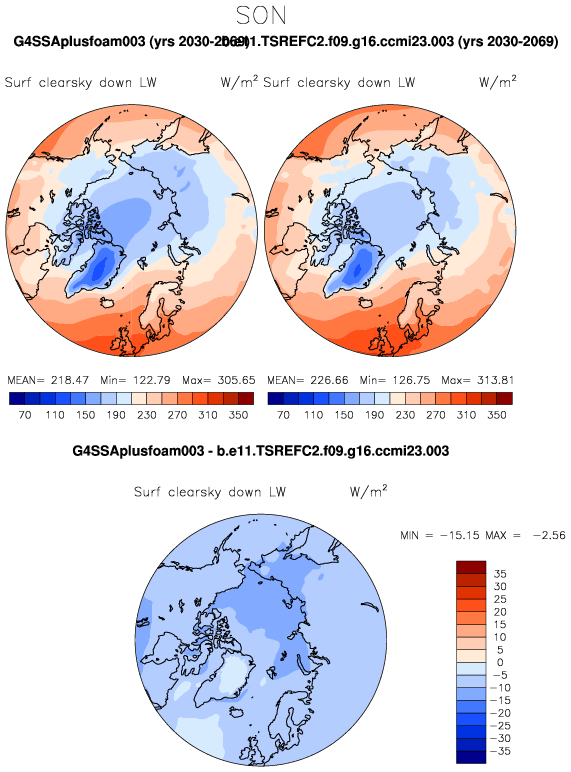 SON
G4SSAplusfoam003 (yrs 2030-2069) b.e11.TSREFC2.f09.g16.ccmi23.003 (yrs 2030-2069)
Surf clearsky down LW W/m² Surf clearsky down LW W/m²
MEAN= 218.47 Min= 122.79 Max= 305.65 MEAN= 226.66 Min= 126.75 Max= 313.81
70 110 150 190 230 270 310 350 70 110 150 190 230 270 310 350
G4SSAplusfoam003 - b.e11.TSREFC2.f09.g16.ccmi23.003
Surf clearsky down LW W/m²
MIN = −15.15 MAX = −2.56
35
30
25
20
15
10
5
0
−5
−10
−15
−20
−25
−30
−35